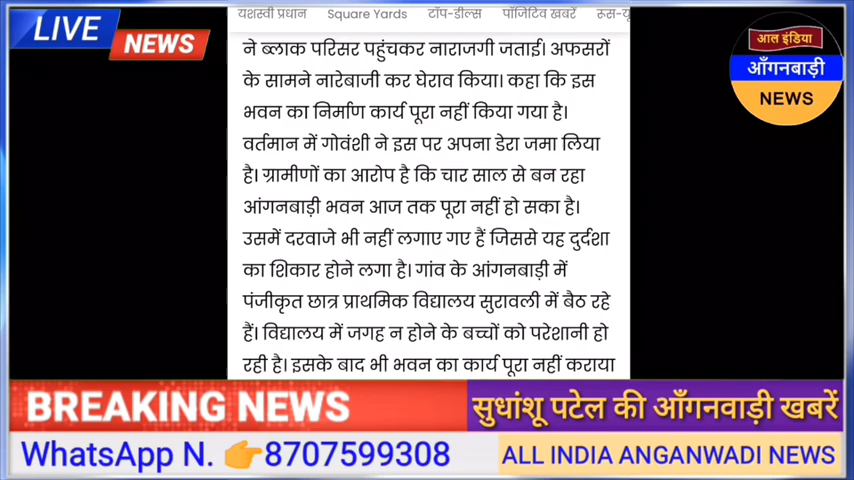 LIVE
NEWS
यशस्वी प्रधान Square Yards टॉप-डील्स पॉजिटिव खबरें रूस-यू
आल इंडिया
आँगनबाड़ी
NEWS
ने ब्लाक परिसर पहुंचकर नाराजगी जताई। अफसरों
के सामने नारेबाजी कर घेराव किया। कहा कि इस
भवन का निर्माण कार्य पूरा नहीं किया गया है।
वर्तमान में गोवंशी ने इस पर अपना डेरा जमा लिया
है। ग्रामीणों का आरोप है कि चार साल से बन रहा
आंगनबाड़ी भवन आज तक पूरा नहीं हो सका है।
उसमें दरवाजे भी नहीं लगाए गए हैं जिससे यह दुर्दशा
का शिकार होने लगा है। गांव के आंगनबाड़ी में
पंजीकृत छात्र प्राथमिक विद्यालय सुरावली में बैठ रहे
हैं। विद्यालय में जगह न होने के बच्चों को परेशानी हो
रही है। इसके बाद भी भवन का कार्य पूरा नहीं कराया
BREAKING NEWS
सुधांशू पटेल की आँगनवाड़ी खबरें
WhatsApp N. 👉8707599308
ALL INDIA ANGANWADI NEWS